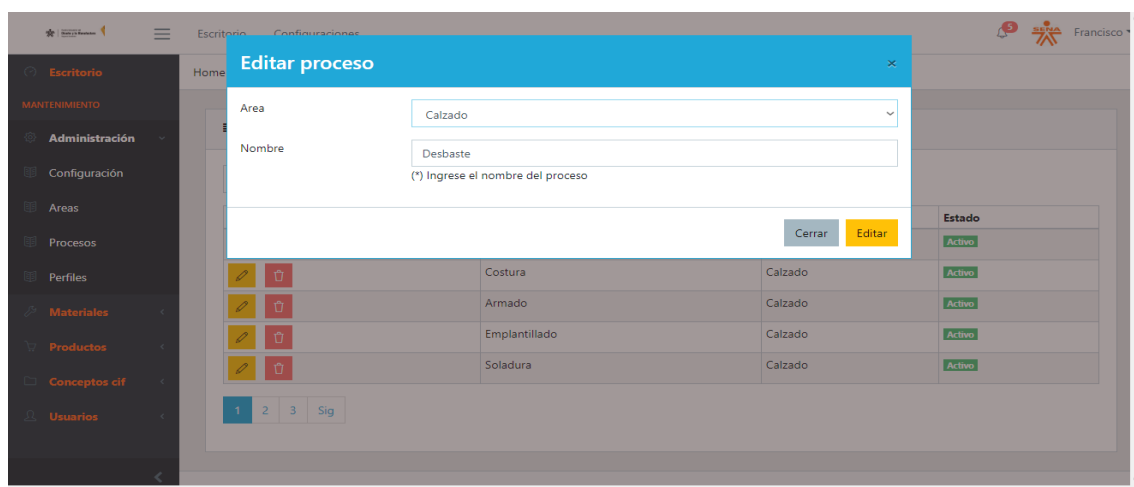 Escritorio Configuraciones
5
SENA
Francisco
Escritorio
Home
MANTENIMIENTO
Administración
Configuración
Areas
Procesos
Perfiles
Materiales
Productos
Conceptos cif
Usuarios
Editar proceso ×
Area Calzado
Nombre Desbaste
(*) Ingrese el nombre del proceso
Cerrar Editar
Estado
Activo
Costura Calzado Activo
Armado Calzado Activo
Emplantillado Calzado Activo
Soladura Calzado Activo
1 2 3 Sig